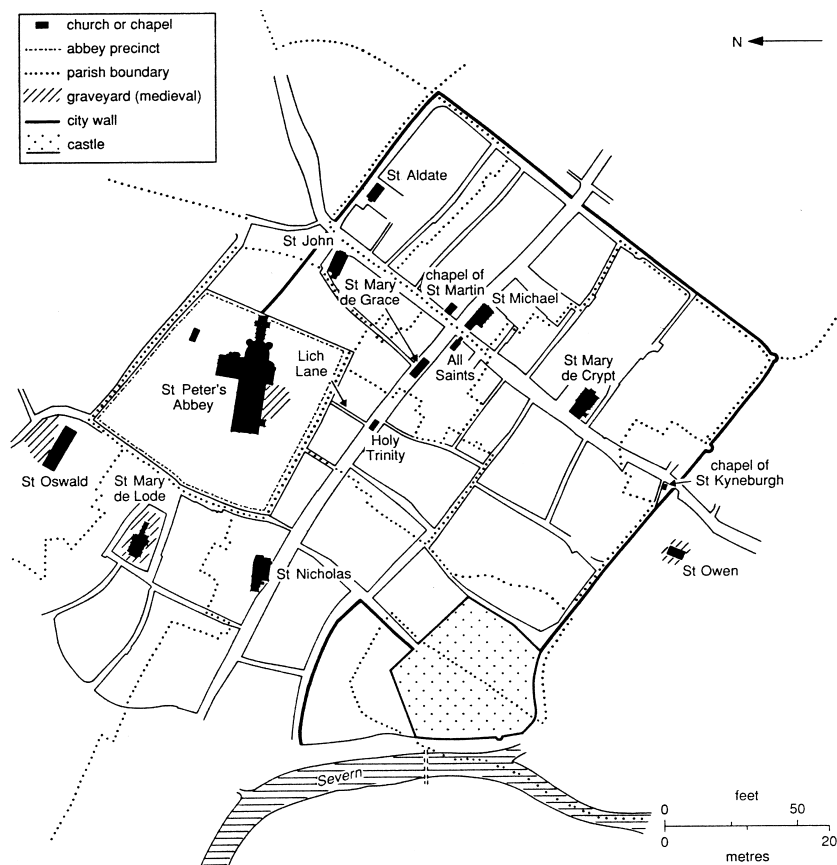 church or chapel
abbey precinct
parish boundary
graveyard (medieval)
city wall
castle
N
St Aldate
St John
St Mary
de Grace
chapel of
St Martin
St Michael
Lich
Lane
All
Saints
St Mary
de Crypt
St Peter's
Abbey
Holy
Trinity
St Oswald
St Mary
de Lode
chapel of
St Kyneburgh
St Owen
St Nicholas
Severn
feet
0 50
0 20
metres